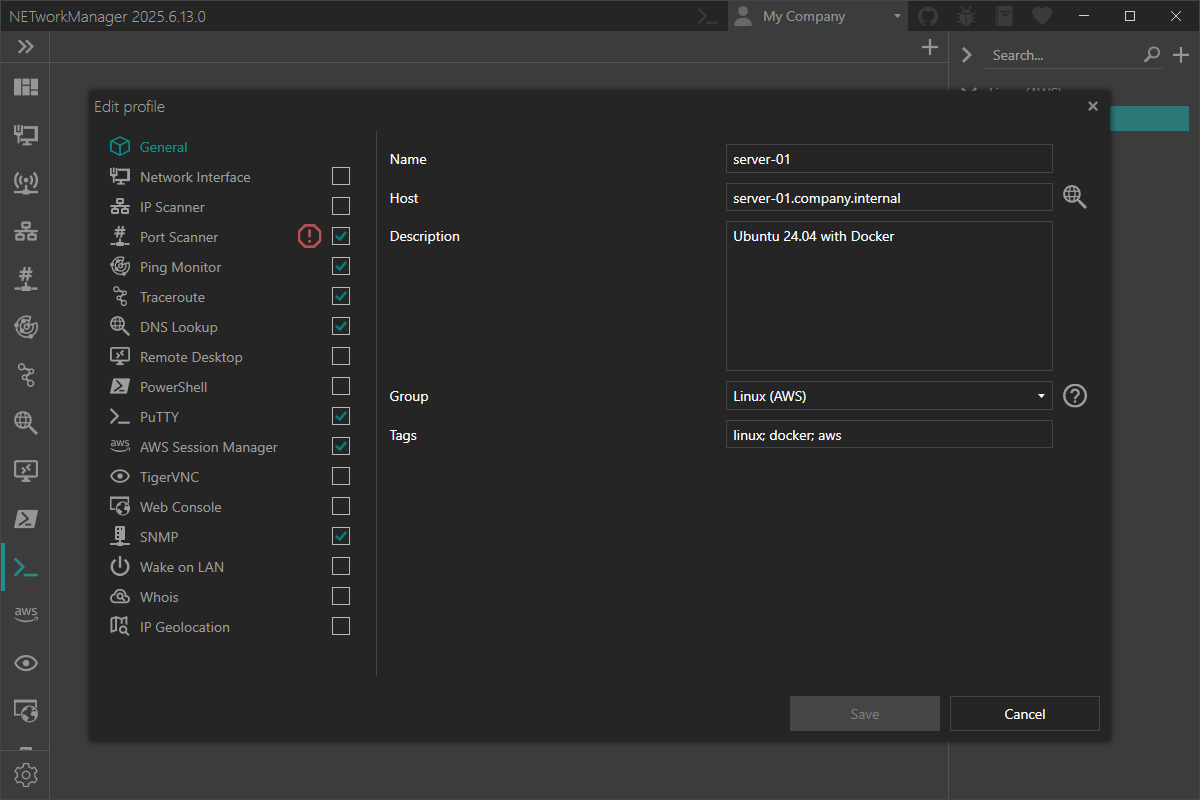 NETworkManager 2025.6.13.0
My Company
Search...
Linux (AWS)
Edit profile
General
Network Interface
IP Scanner
Port Scanner
Ping Monitor
Traceroute
DNS Lookup
Remote Desktop
PowerShell
PuTTY
aws AWS Session Manager
TigerVNC
Web Console
SNMP
Wake on LAN
Whois
IP Geolocation
Name
server-01
Host
server-01.company.internal
Description
Ubuntu 24.04 with Docker
Group
Linux (AWS)
Tags
linux; docker; aws
Save
Cancel
aws